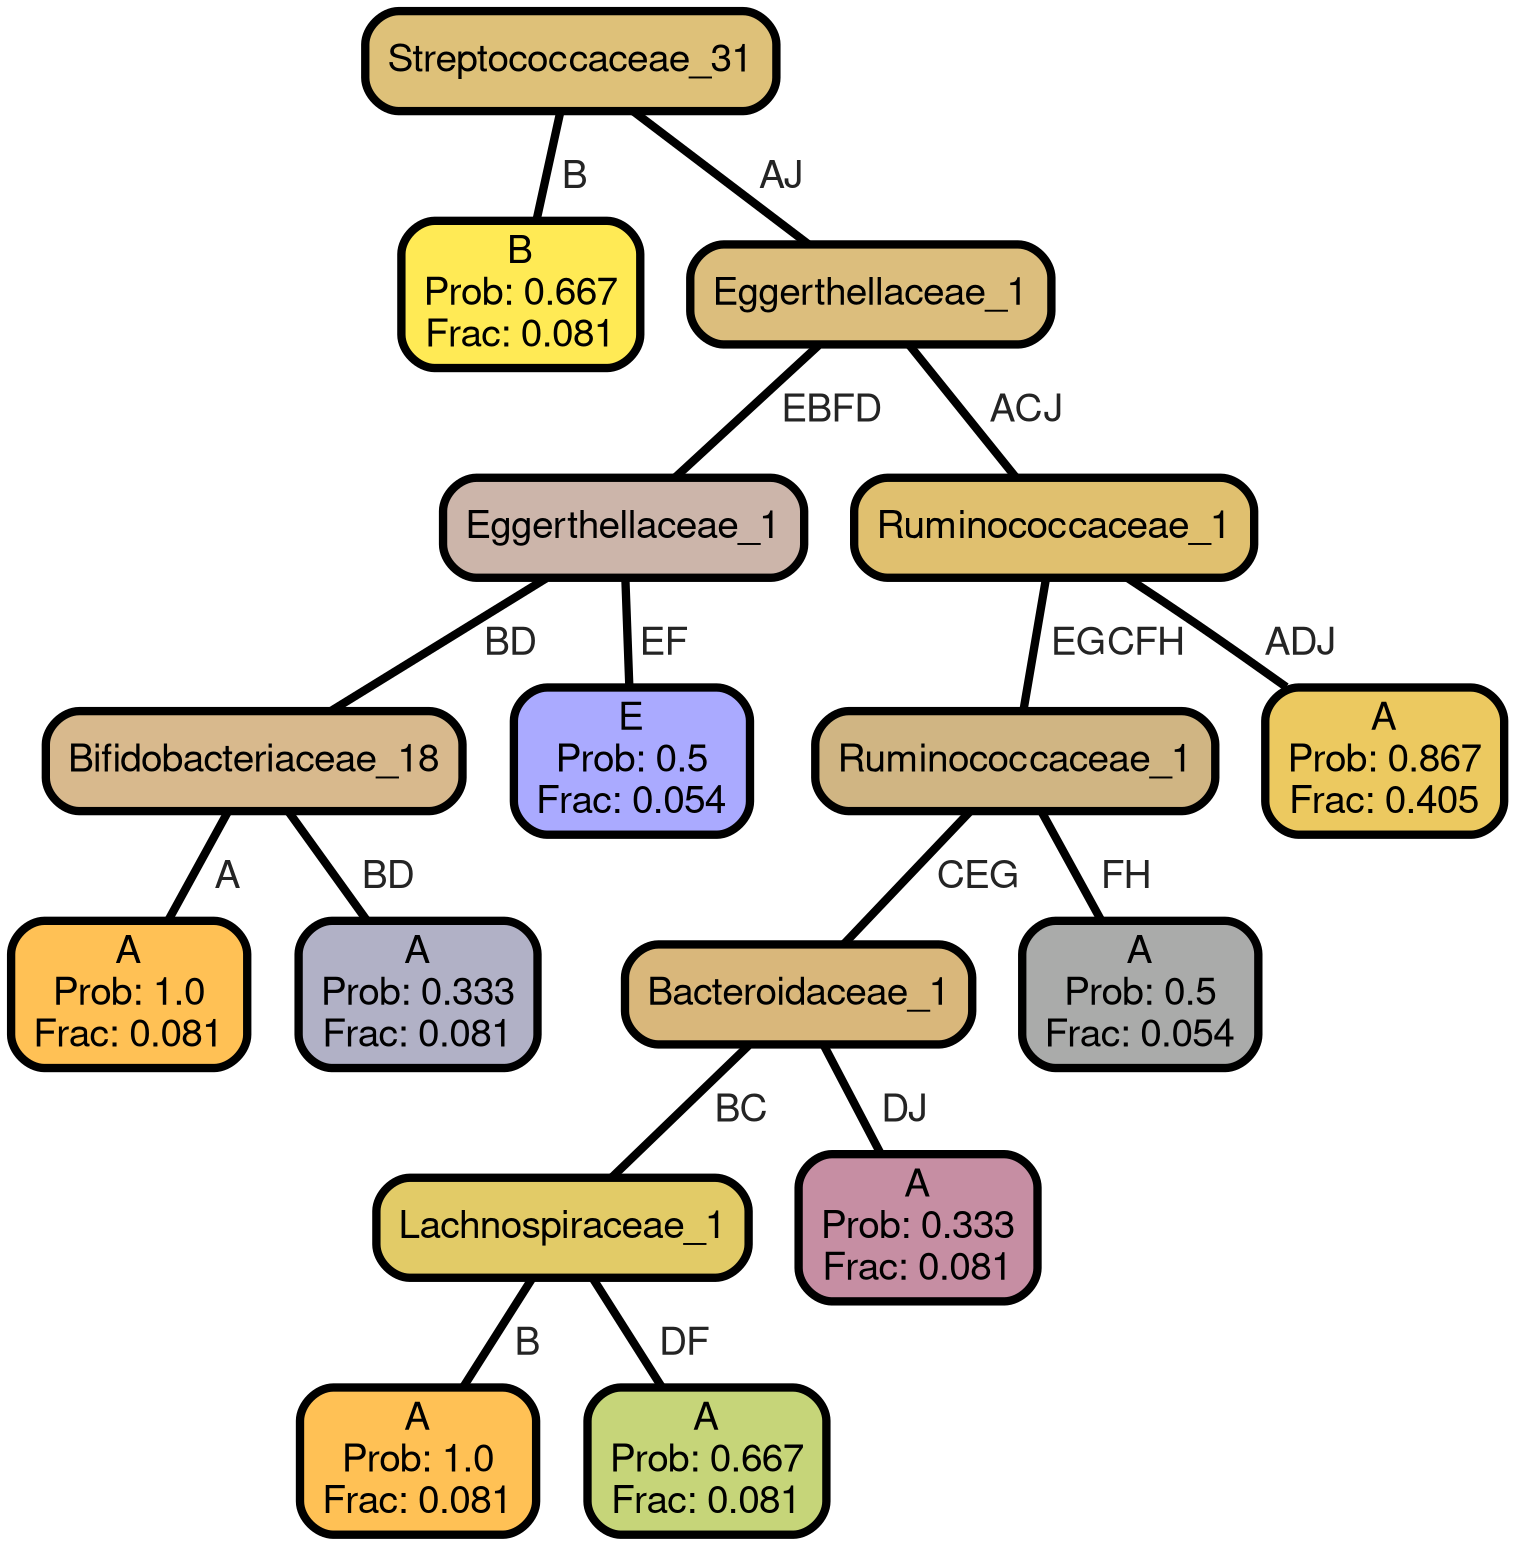 Streptococcaceae_31
B
AJ
B
Prob: 0.667
Frac: 0.081
Eggerthellaceae_1
EBFD
ACJ
Eggerthellaceae_1
Ruminococcaceae_1
BD
EF
EGCFH
ADJ
Bifidobacteriaceae_18
E
Prob: 0.5
Frac: 0.054
Ruminococcaceae_1
A
Prob: 0.867
Frac: 0.405
A
BD
CEG
FH
A
Prob: 1.0
Frac: 0.081
A
Prob: 0.333
Frac: 0.081
Bacteroidaceae_1
A
Prob: 0.5
Frac: 0.054
BC
DJ
Lachnospiraceae_1
A
Prob: 0.333
Frac: 0.081
B
DF
A
Prob: 1.0
Frac: 0.081
A
Prob: 0.667
Frac: 0.081